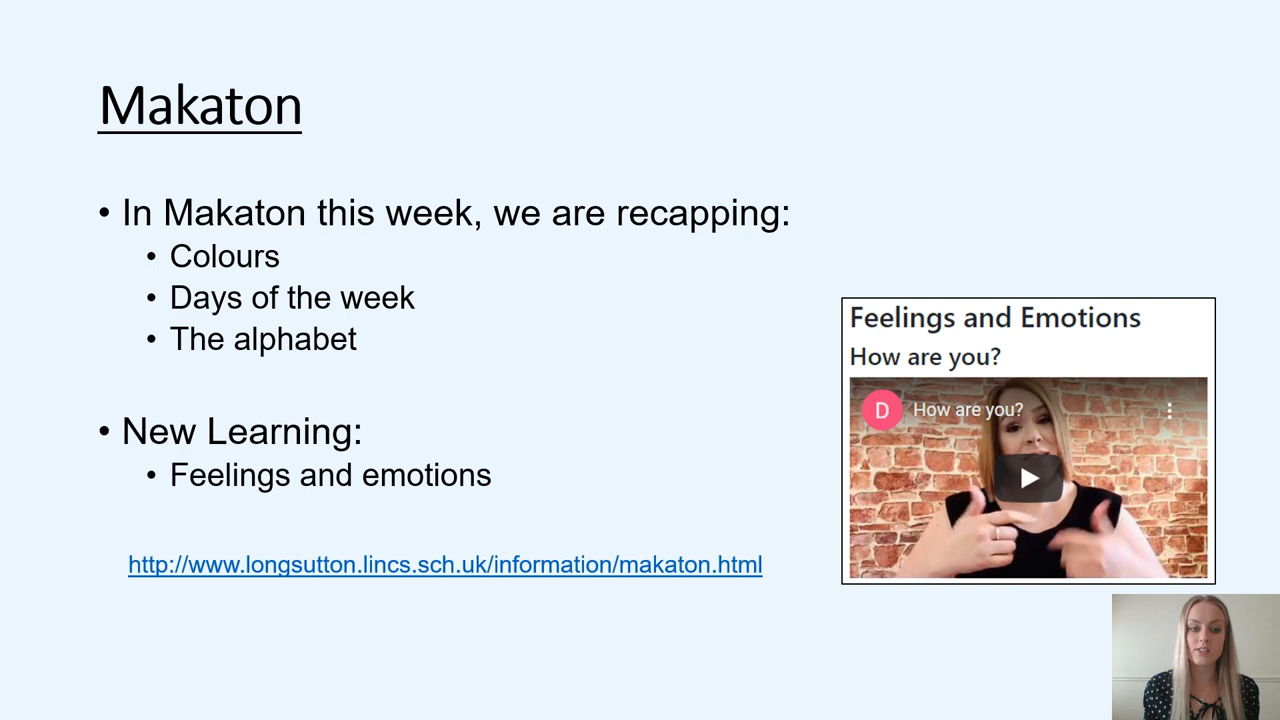 Makaton
• In Makaton this week, we are recapping:
• Colours
• Days of the week
• The alphabet
• New Learning:
• Feelings and emotions
http://www.longsutton.lincs.sch.uk/information/makaton.html
Feelings and Emotions
How are you?
D How are you?